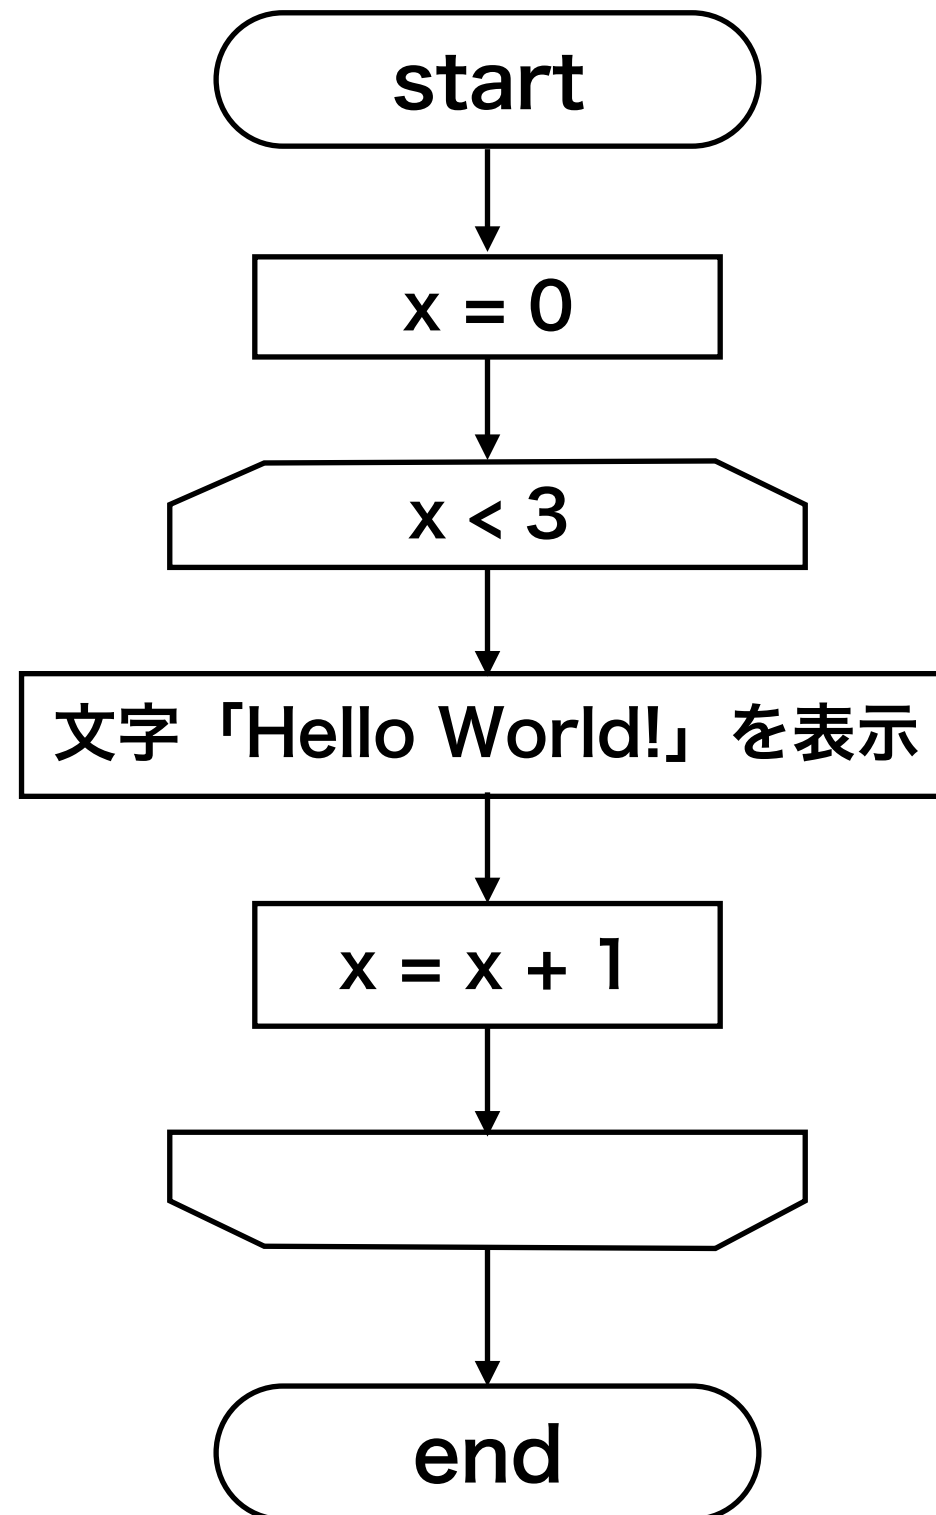 start
x = 0
x < 3
文字「Hello World!」を表示
x = x + 1
end